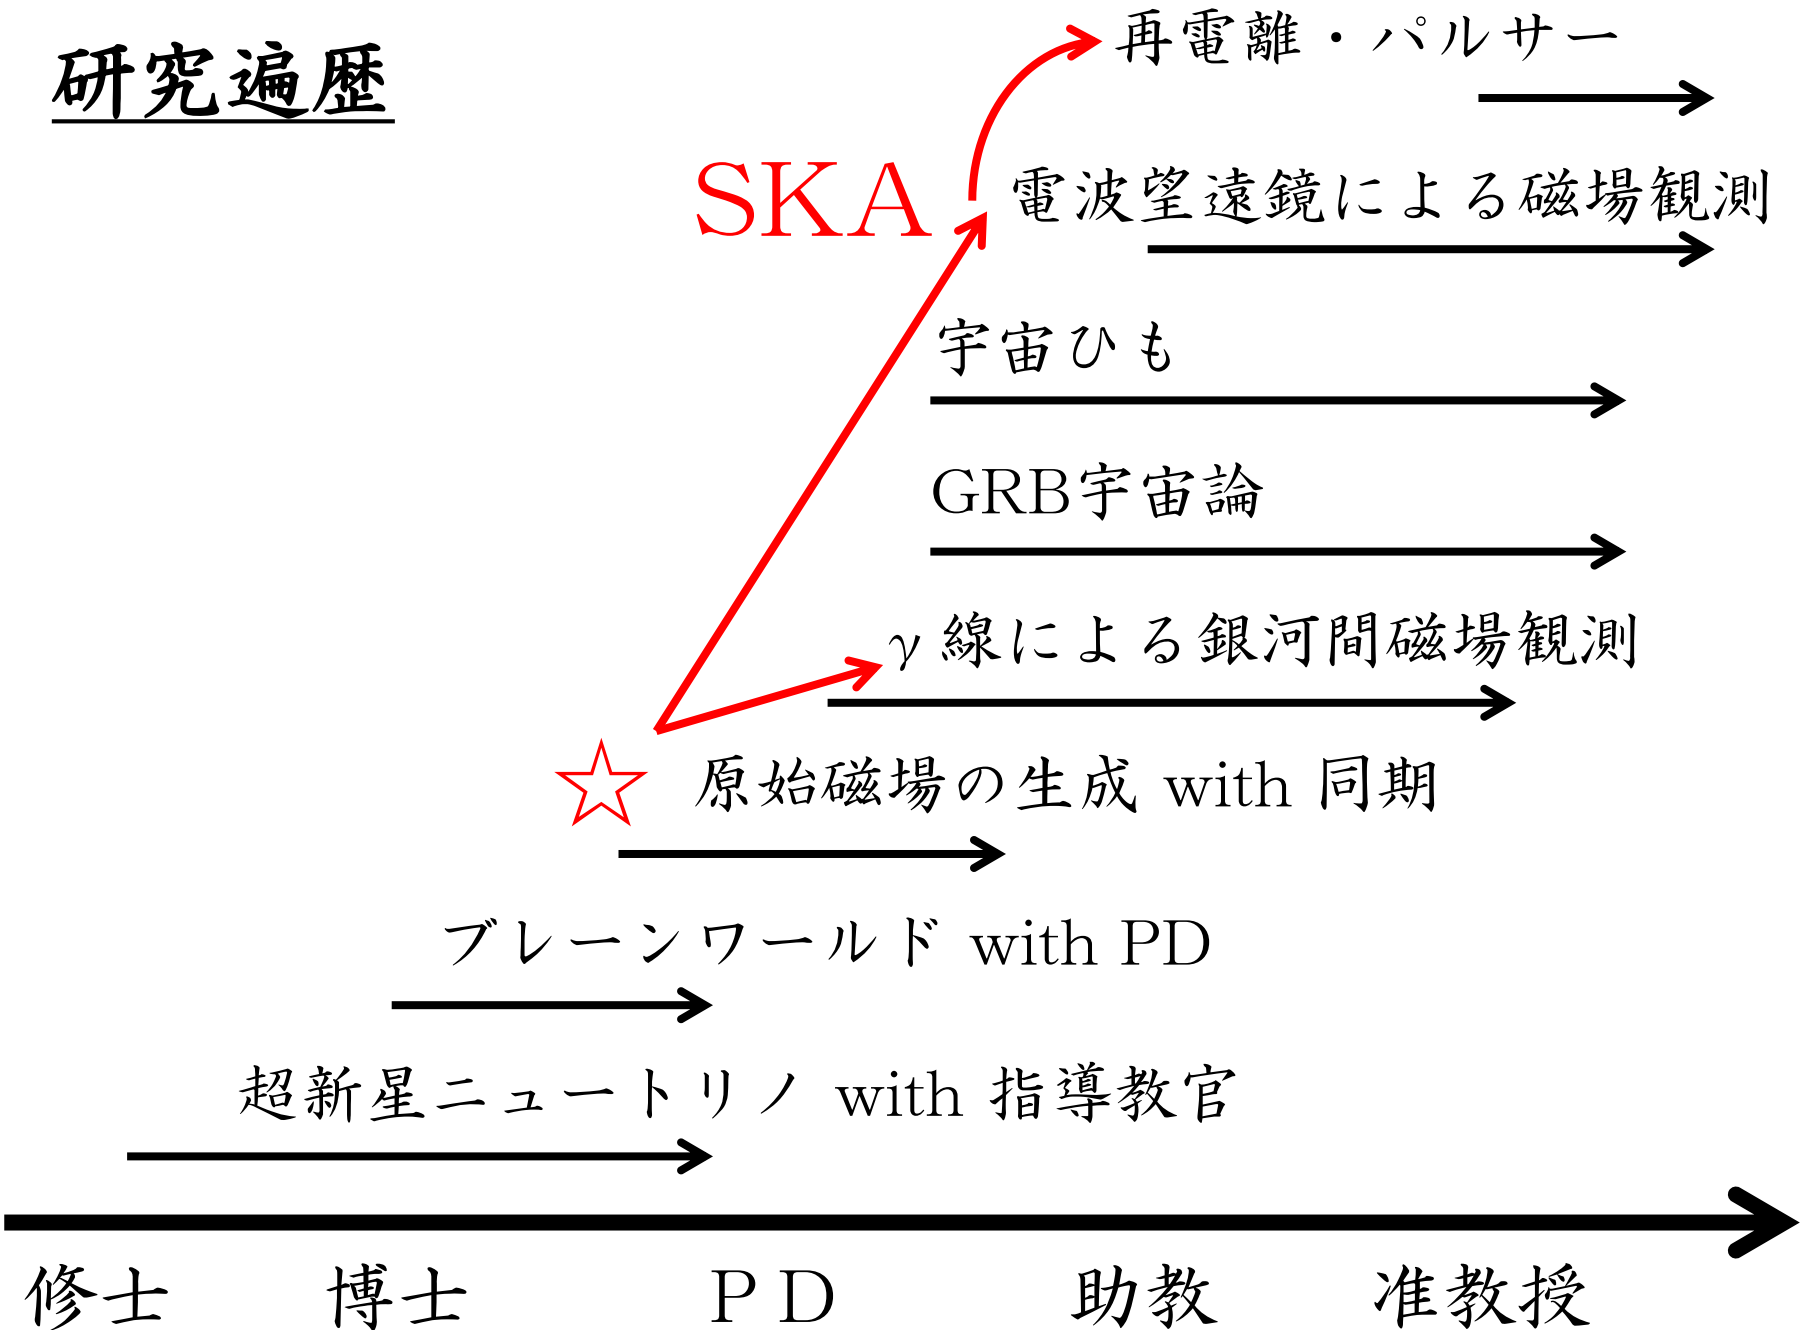 研究遍歴
再電離・パルサー
SKA
電波望遠鏡による磁場観測
宇宙ひも
GRB宇宙論
γ線による銀河間磁場観測
☆ 原始磁場の生成 with 同期
ブレーンワールド with PD
超新星ニュートリノ with 指導教官
修士 博士 ＰＤ 助教 准教授